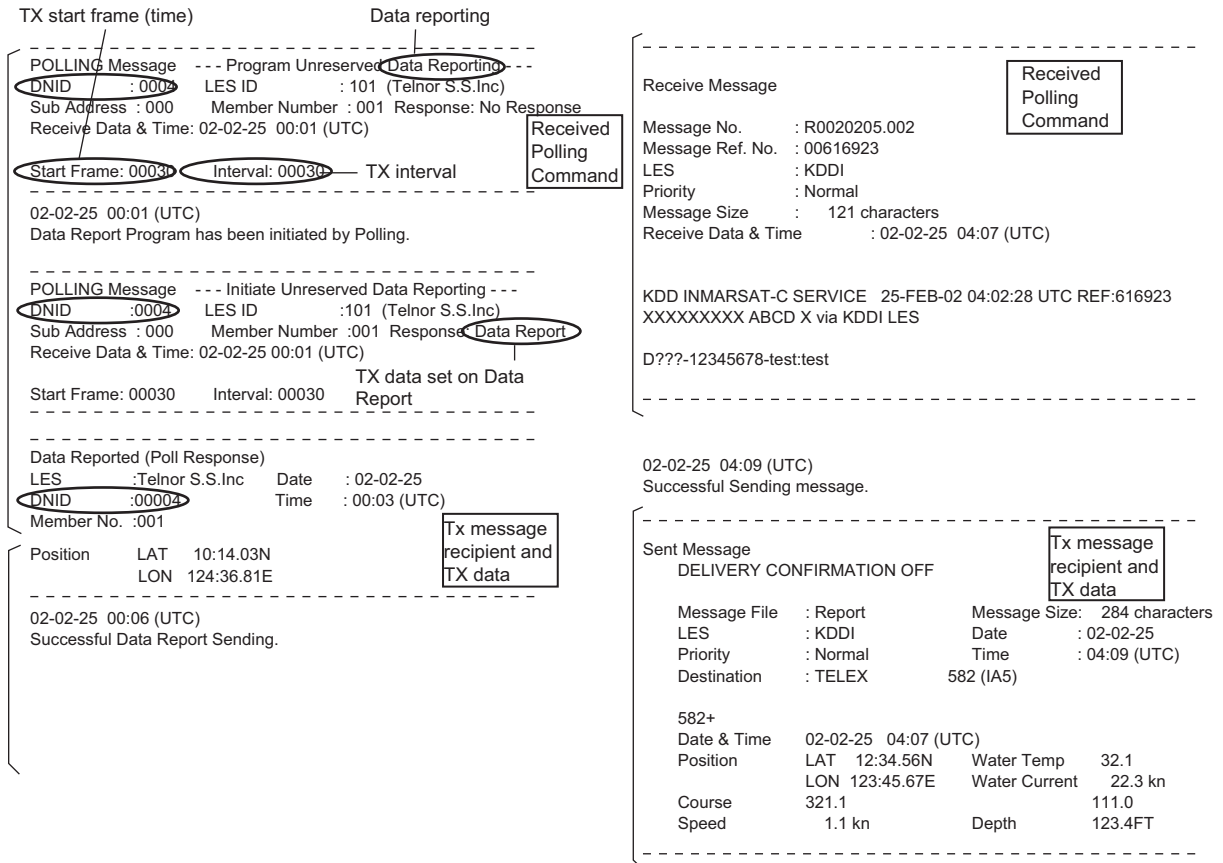 TX start frame (time)
Data reporting
POLLING Message - - - Program Unreserved Data Reporting - - -
DNID : 0004 LES ID : 101 (Telnor S.S.Inc)
Sub Address : 000 Member Number : 001 Response: No Response
Receive Data & Time: 02-02-25 00:01 (UTC)
Received
Polling
Command
Start Frame: 00030 Interval: 00030 TX interval
02-02-25 00:01 (UTC)
Data Report Program has been initiated by Polling.
POLLING Message - - - Initiate Unreserved Data Reporting - - -
DNID :0004 LES ID :101 (Telnor S.S.Inc)
Sub Address : 000 Member Number :001 Response: Data Report
Receive Data & Time: 02-02-25 00:01 (UTC)
TX data set on Data
Report
Start Frame: 00030 Interval: 00030
Data Reported (Poll Response)
LES :Telnor S.S.Inc Date : 02-02-25
DNID :00004 Time : 00:03 (UTC)
Member No. :001
Tx message
recipient and
TX data
Position LAT 10:14.03N
LON 124:36.81E
02-02-25 00:06 (UTC)
Successful Data Report Sending.
Receive Message
Received
Polling
Command
Message No. : R0020205.002
Message Ref. No. : 00616923
LES : KDDI
Priority : Normal
Message Size : 121 characters
Receive Data & Time : 02-02-25 04:07 (UTC)
KDD INMARSAT-C SERVICE 25-FEB-02 04:02:28 UTC REF:616923
XXXXXXXXX ABCD X via KDDI LES
D???-12345678-test:test
02-02-25 04:09 (UTC)
Successful Sending message.
Sent Message
DELIVERY CONFIRMATION OFF
Tx message
recipient and
TX data
Message File : Report Message Size: 284 characters
LES : KDDI Date : 02-02-25
Priority : Normal Time : 04:09 (UTC)
Destination : TELEX 582 (IA5)
582+
Date & Time 02-02-25 04:07 (UTC)
Position LAT 12:34.56N Water Temp 32.1
LON 123:45.67E Water Current 22.3 kn
Course 321.1 111.0
Speed 1.1 kn Depth 123.4FT